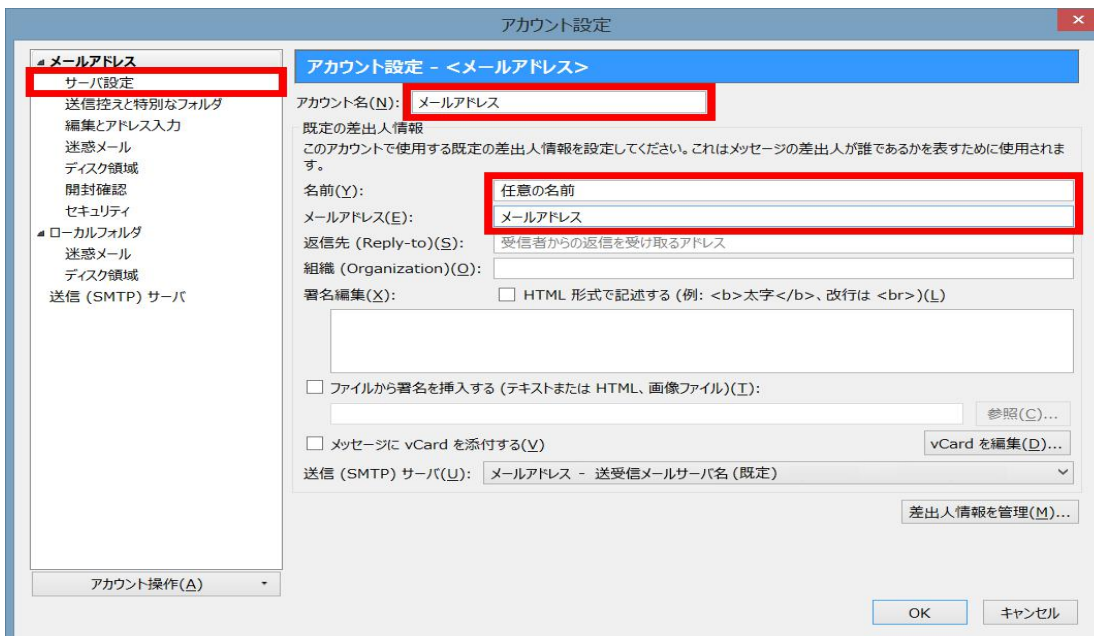 アカウント設定
メールアドレス
サーバ設定
送信控えと特別なフォルダ
編集とアドレス入力
迷惑メール
ディスク領域
開封確認
セキュリティ
ローカルフォルダ
迷惑メール
ディスク領域
送信 (SMTP) サーバ
アカウント操作(A)
アカウント設定 - <メールアドレス>
アカウント名(N): メールアドレス
既定の差出人情報
このアカウントで使用する既定の差出人情報を設定してください。これはメッセージの差出人が誰であるかを表すために使用されま
す。
名前(Y): 任意の名前
メールアドレス(E): メールアドレス
返信先 (Reply-to)(S): 受信者からの返信を受け取るアドレス
組織 (Organization)(O):
署名編集(X): HTML 形式で記述する (例: <b>太字</b>、改行は <br>)(L)
ファイルから署名を挿入する (テキストまたは HTML、画像ファイル)(T):
参照(C)...
メッセージに vCard を添付する(V) vCard を編集(D)...
送信 (SMTP) サーバ(U): メールアドレス - 送受信メールサーバ名 (既定)
差出人情報を管理(M)...
OK キャンセル